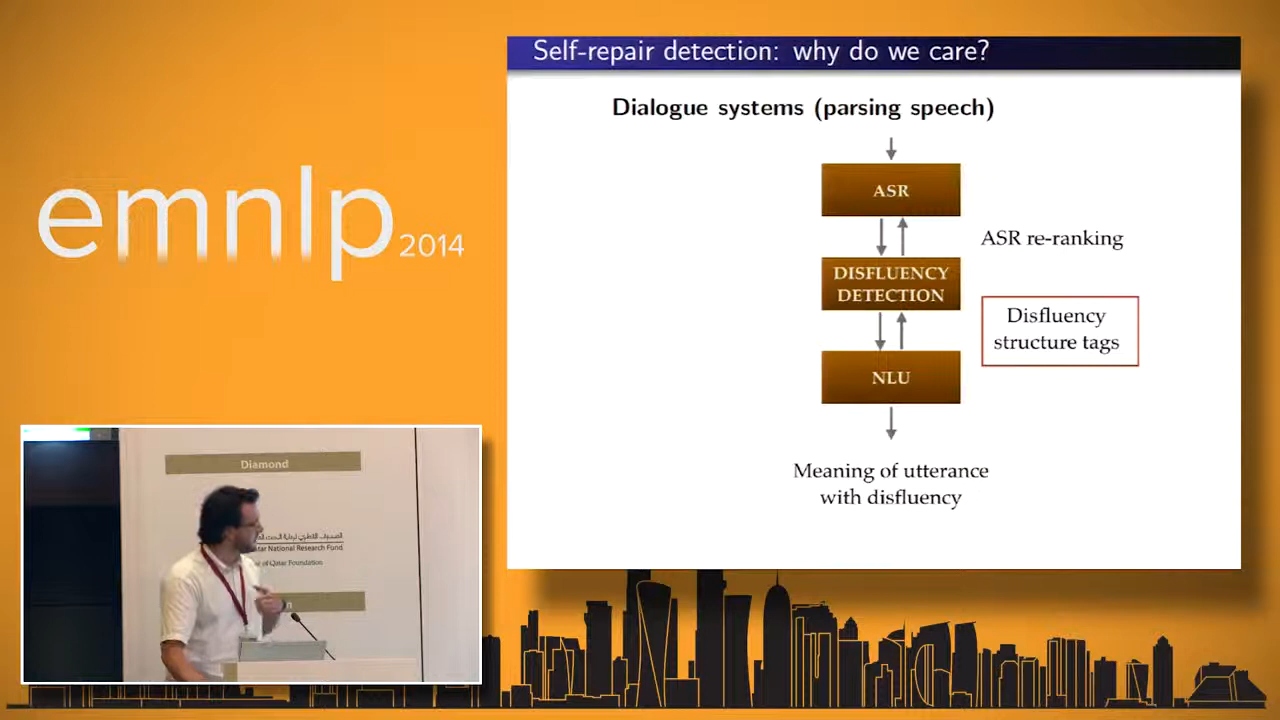 Self-repair detection: why do we care?
Dialogue systems (parsing speech)
ASR
ASR re-ranking
DISFLUENCY
DETECTION
Disfluency
structure tags
NLU
Meaning of utterance
with disfluency
emnlp 2014
Diamond
Qatar National Research Fund
of Qatar Foundation